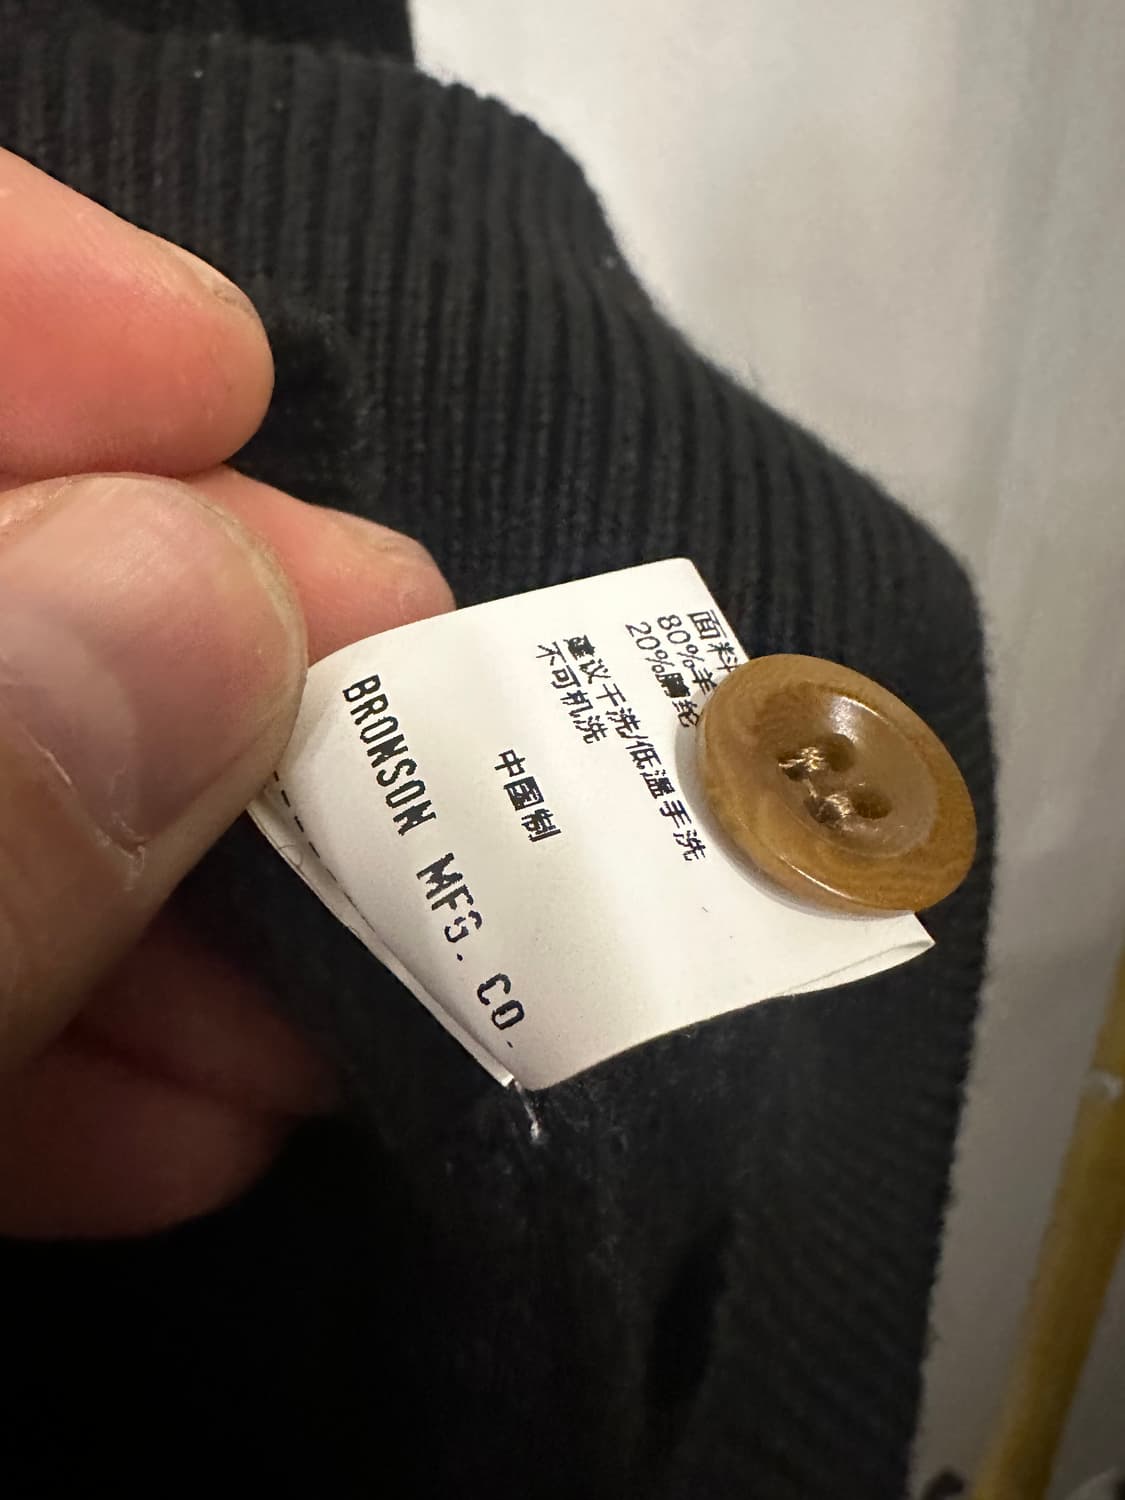 面料
80%羊
20%腈纶
建议干洗/低温手洗
不可机洗
中国制
BRONSON MFG. CO.